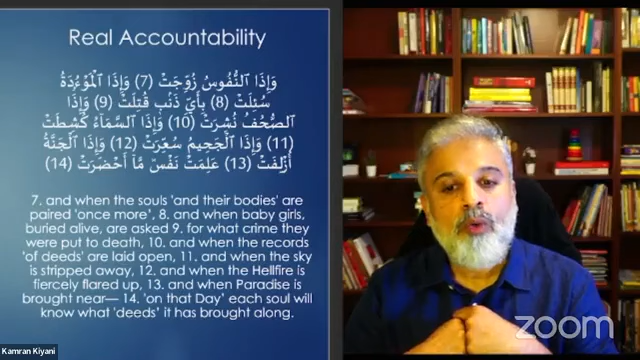 Real Accountability
وَإِذَا ٱلنُّفُوسُ زُوِّجَتْ (7) وَإِذَا ٱلْمَوْءُۥدَةُ
سُئِلَتْ (8) بِأَىِّ ذَنۢبٍ قُتِلَتْ (9) وَإِذَا
ٱلصُّحُفُ نُشِرَتْ (10) وَإِذَا ٱلسَّمَآءُ كُشِطَتْ
(11) وَإِذَا ٱلْجَحِيمُ سُعِّرَتْ (12) وَإِذَا ٱلْجَنَّةُ
أُزْلِفَتْ (13) عَلِمَتْ نَفْسٌ مَّآ أَحْضَرَتْ (14)
7. and when the souls 'and their bodies' are
paired 'once more', 8. and when baby girls,
buried alive, are asked 9. for what crime they
were put to death, 10. and when the records
'of deeds' are laid open, 11. and when the sky
is stripped away, 12. and when the Hellfire is
fiercely flared up, 13. and when Paradise is
brought near— 14. 'on that Day' each soul will
know what 'deeds' it has brought along.
Kamran Kiyani
zoom